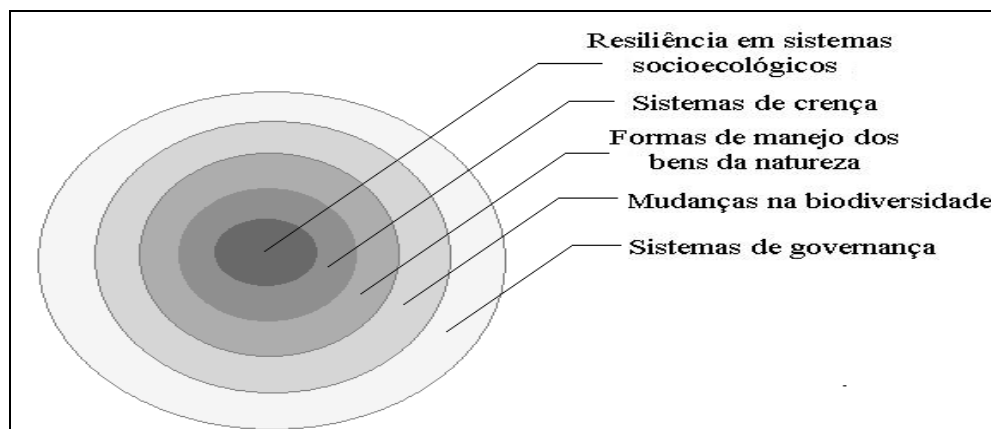 Resiliência em sistemas
socioecológicos
Sistemas de crença
Formas de manejo dos
bens da natureza
Mudanças na biodiversidade
Sistemas de governança